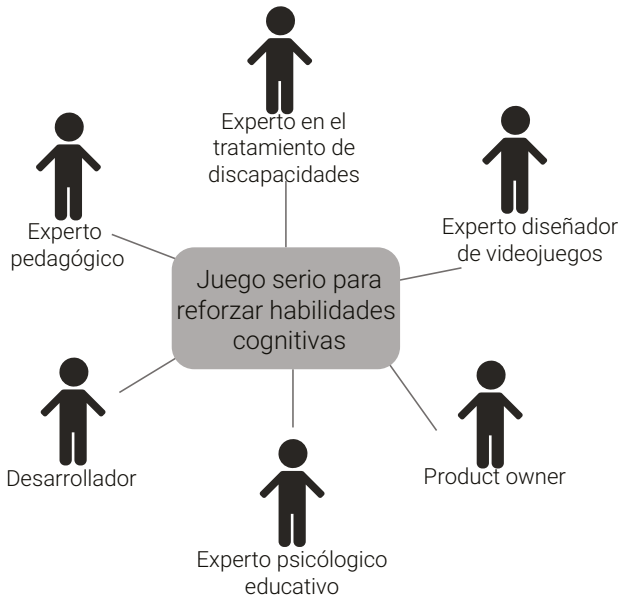 Experto en el
tratamiento de
discapacidades
Experto
pedagógico
Experto diseñador
de videojuegos
Juego serio para
reforzar habilidades
cognitivas
Desarrollador
Product owner
Experto psicólogico
educativo